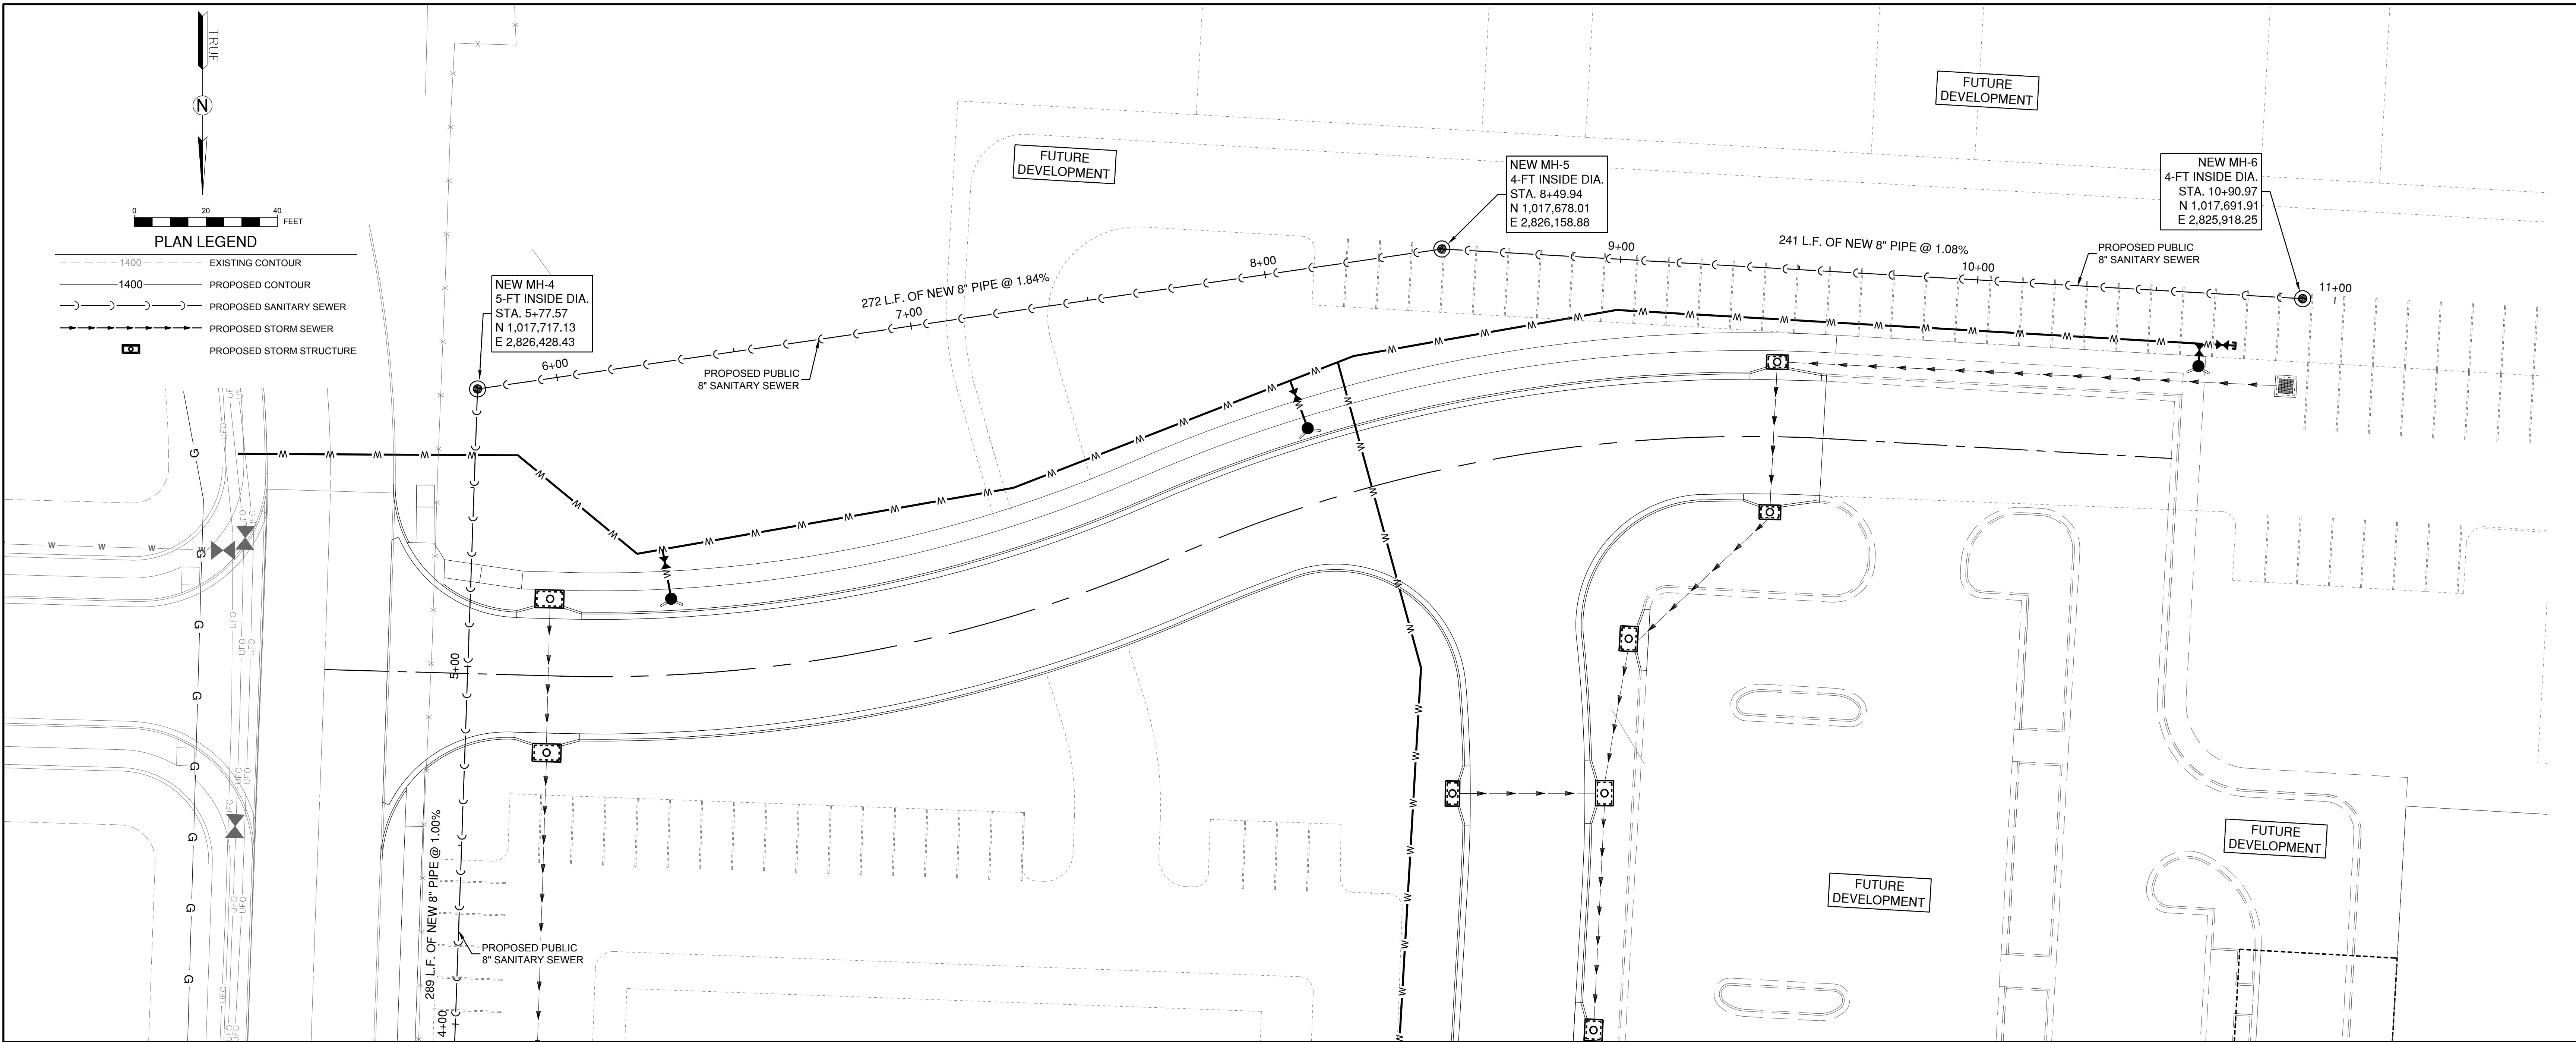 TRUE
N
0 20 40
FEET
PLAN LEGEND
1400 EXISTING CONTOUR
1400 PROPOSED CONTOUR
PROPOSED SANITARY SEWER
PROPOSED STORM SEWER
PROPOSED STORM STRUCTURE
NEW MH-4
5-FT INSIDE DIA.
STA. 5+77.57
N 1,017,717.13
E 2,826,428.43
FUTURE
DEVELOPMENT
NEW MH-5
4-FT INSIDE DIA.
STA. 8+49.94
N 1,017,678.01
E 2,826,158.88
FUTURE
DEVELOPMENT
NEW MH-6
4-FT INSIDE DIA.
STA. 10+90.97
N 1,017,691.91
E 2,825,918.25
6+00
272 L.F. OF NEW 8" PIPE @ 1.84%
7+00
8+00
PROPOSED PUBLIC
8" SANITARY SEWER
9+00
241 L.F. OF NEW 8" PIPE @ 1.08%
10+00
PROPOSED PUBLIC
8" SANITARY SEWER
11+00
W W W W W
W W W W W W W W W W W W W W W W W W
W W W W W W W W W W W
W W W
G G G G G G G G G
UFO UFO UFO UFO UFO UFO
5+00
289 L.F. OF NEW 8" PIPE @ 1.00%
PROPOSED PUBLIC
8" SANITARY SEWER
4+00
FUTURE
DEVELOPMENT
FUTURE
DEVELOPMENT